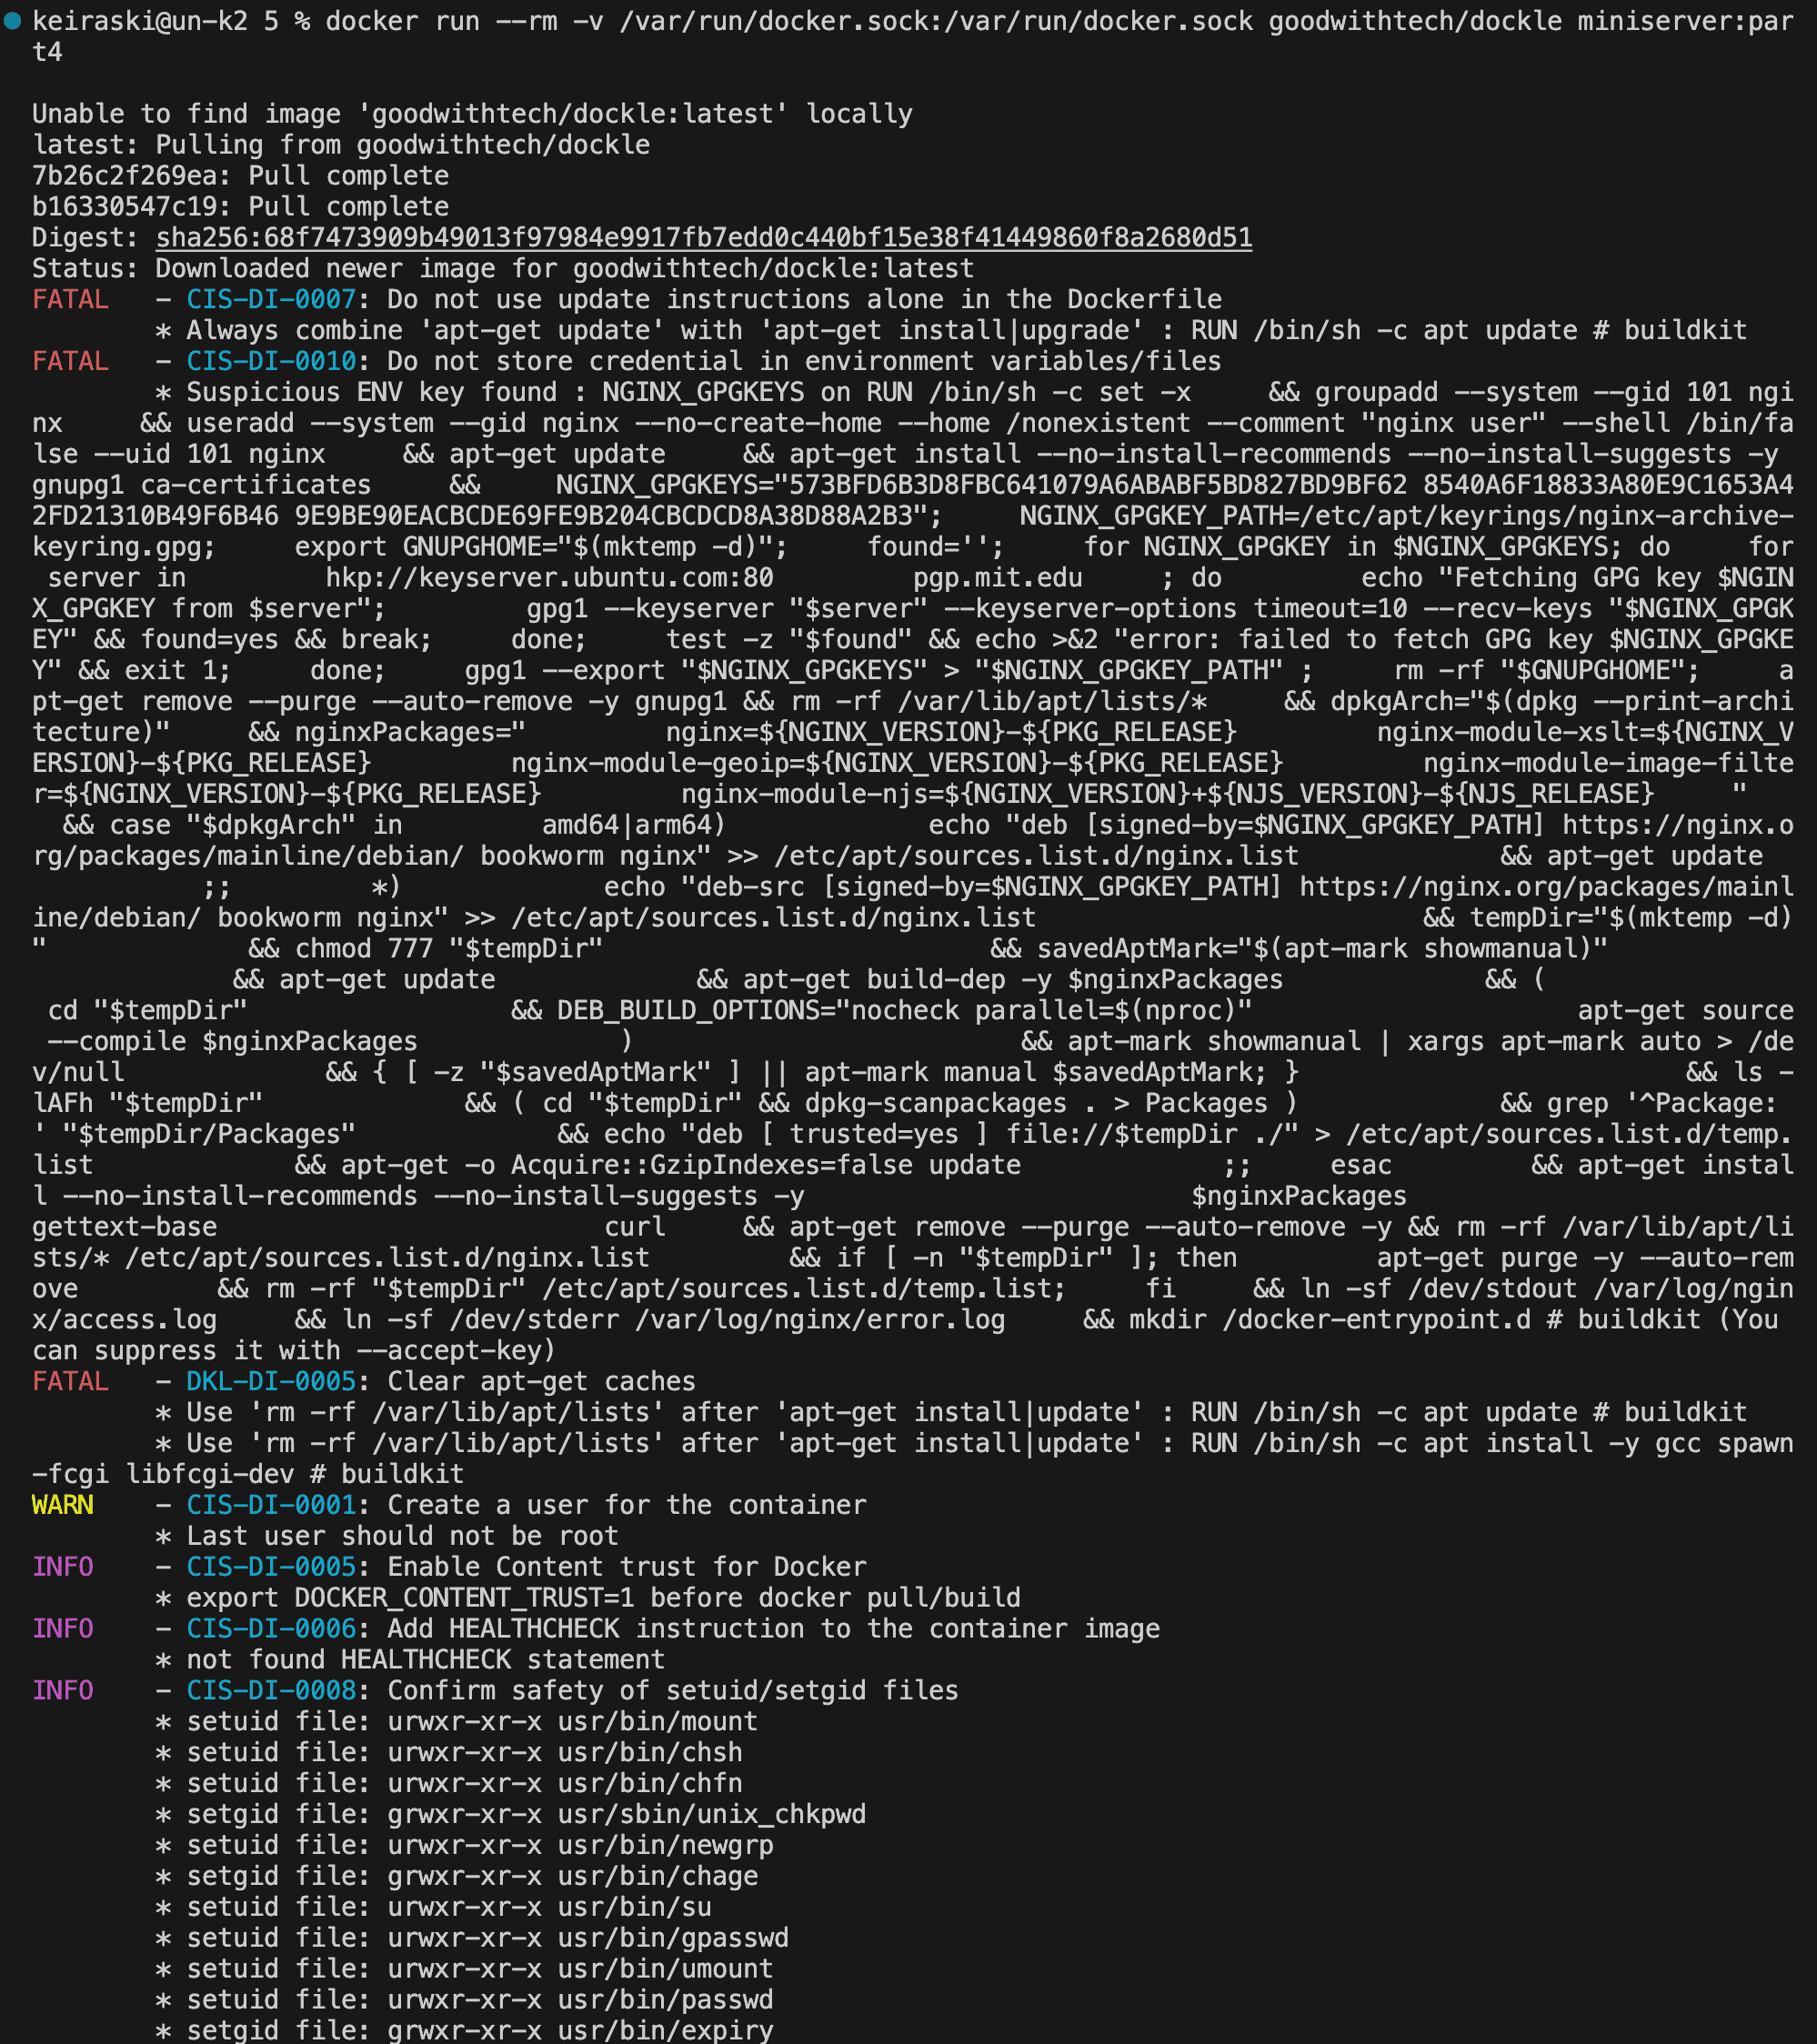 keiraski@un-k2 5 % docker run --rm -v /var/run/docker.sock:/var/run/docker.sock goodwithtech/dockle miniserver:par
t4
Unable to find image 'goodwithtech/dockle:latest' locally
latest: Pulling from goodwithtech/dockle
7b26c2f269ea: Pull complete
b16330547c19: Pull complete
Digest: sha256:68f7473909b49013f97984e9917fb7edd0c440bf15e38f41449860f8a2680d51
Status: Downloaded newer image for goodwithtech/dockle:latest
FATAL   - CIS-DI-0007: Do not use update instructions alone in the Dockerfile
        * Always combine 'apt-get update' with 'apt-get install|upgrade' : RUN /bin/sh -c apt update # buildkit
FATAL   - CIS-DI-0010: Do not store credential in environment variables/files
        * Suspicious ENV key found : NGINX_GPGKEYS on RUN /bin/sh -c set -x     && groupadd --system --gid 101 ngi
nx     && useradd --system --gid nginx --no-create-home --home /nonexistent --comment "nginx user" --shell /bin/fa
lse --uid 101 nginx     && apt-get update     && apt-get install --no-install-recommends --no-install-suggests -y
gnupg1 ca-certificates     &&     NGINX_GPGKEYS="573BFD6B3D8FBC641079A6ABABF5BD827BD9BF62 8540A6F18833A80E9C1653A4
2FD21310B49F6B46 9E9BE90EACBCDE69FE9B204CBCDCD8A38D88A2B3";     NGINX_GPGKEY_PATH=/etc/apt/keyrings/nginx-archive-
keyring.gpg;     export GNUPGHOME="$(mktemp -d)";     found='';     for NGINX_GPGKEY in $NGINX_GPGKEYS; do     for
 server in         hkp://keyserver.ubuntu.com:80         pgp.mit.edu     ; do         echo "Fetching GPG key $NGIN
X_GPGKEY from $server";         gpg1 --keyserver "$server" --keyserver-options timeout=10 --recv-keys "$NGINX_GPGK
EY" && found=yes && break;     done;     test -z "$found" && echo >&2 "error: failed to fetch GPG key $NGINX_GPGKE
Y" && exit 1;     done;     gpg1 --export "$NGINX_GPGKEYS" > "$NGINX_GPGKEY_PATH" ;     rm -rf "$GNUPGHOME";     a
pt-get remove --purge --auto-remove -y gnupg1 && rm -rf /var/lib/apt/lists/*     && dpkgArch="$(dpkg --print-archi
tecture)"     && nginxPackages="         nginx=${NGINX_VERSION}-${PKG_RELEASE}         nginx-module-xslt=${NGINX_V
ERSION}-${PKG_RELEASE}         nginx-module-geoip=${NGINX_VERSION}-${PKG_RELEASE}         nginx-module-image-filte
r=${NGINX_VERSION}-${PKG_RELEASE}         nginx-module-njs=${NGINX_VERSION}+${NJS_VERSION}-${NJS_RELEASE}     "
  && case "$dpkgArch" in         amd64|arm64)             echo "deb [signed-by=$NGINX_GPGKEY_PATH] https://nginx.o
rg/packages/mainline/debian/ bookworm nginx" >> /etc/apt/sources.list.d/nginx.list             && apt-get update
           ;;         *)             echo "deb-src [signed-by=$NGINX_GPGKEY_PATH] https://nginx.org/packages/mainl
ine/debian/ bookworm nginx" >> /etc/apt/sources.list.d/nginx.list                         && tempDir="$(mktemp -d)
"             && chmod 777 "$tempDir"                         && savedAptMark="$(apt-mark showmanual)"
             && apt-get update             && apt-get build-dep -y $nginxPackages             && (
 cd "$tempDir"                 && DEB_BUILD_OPTIONS="nocheck parallel=$(nproc)"                     apt-get source
 --compile $nginxPackages             )                         && apt-mark showmanual | xargs apt-mark auto > /de
v/null             && { [ -z "$savedAptMark" ] || apt-mark manual $savedAptMark; }                         && ls -
lAFh "$tempDir"             && ( cd "$tempDir" && dpkg-scanpackages . > Packages )             && grep '^Package:
' "$tempDir/Packages"             && echo "deb [ trusted=yes ] file://$tempDir ./" > /etc/apt/sources.list.d/temp.
list             && apt-get -o Acquire::GzipIndexes=false update             ;;     esac         && apt-get instal
l --no-install-recommends --no-install-suggests -y                         $nginxPackages
gettext-base                         curl     && apt-get remove --purge --auto-remove -y && rm -rf /var/lib/apt/li
sts/* /etc/apt/sources.list.d/nginx.list         && if [ -n "$tempDir" ]; then         apt-get purge -y --auto-rem
ove         && rm -rf "$tempDir" /etc/apt/sources.list.d/temp.list;     fi     && ln -sf /dev/stdout /var/log/ngin
x/access.log     && ln -sf /dev/stderr /var/log/nginx/error.log     && mkdir /docker-entrypoint.d # buildkit (You
can suppress it with --accept-key)
FATAL   - DKL-DI-0005: Clear apt-get caches
        * Use 'rm -rf /var/lib/apt/lists' after 'apt-get install|update' : RUN /bin/sh -c apt update # buildkit
        * Use 'rm -rf /var/lib/apt/lists' after 'apt-get install|update' : RUN /bin/sh -c apt install -y gcc spawn
-fcgi libfcgi-dev # buildkit
WARN    - CIS-DI-0001: Create a user for the container
        * Last user should not be root
INFO    - CIS-DI-0005: Enable Content trust for Docker
        * export DOCKER_CONTENT_TRUST=1 before docker pull/build
INFO    - CIS-DI-0006: Add HEALTHCHECK instruction to the container image
        * not found HEALTHCHECK statement
INFO    - CIS-DI-0008: Confirm safety of setuid/setgid files
        * setuid file: urwxr-xr-x usr/bin/mount
        * setuid file: urwxr-xr-x usr/bin/chsh
        * setuid file: urwxr-xr-x usr/bin/chfn
        * setgid file: grwxr-xr-x usr/sbin/unix_chkpwd
        * setuid file: urwxr-xr-x usr/bin/newgrp
        * setgid file: grwxr-xr-x usr/bin/chage
        * setuid file: urwxr-xr-x usr/bin/su
        * setuid file: urwxr-xr-x usr/bin/gpasswd
        * setuid file: urwxr-xr-x usr/bin/umount
        * setuid file: urwxr-xr-x usr/bin/passwd
        * setgid file: grwxr-xr-x usr/bin/expiry